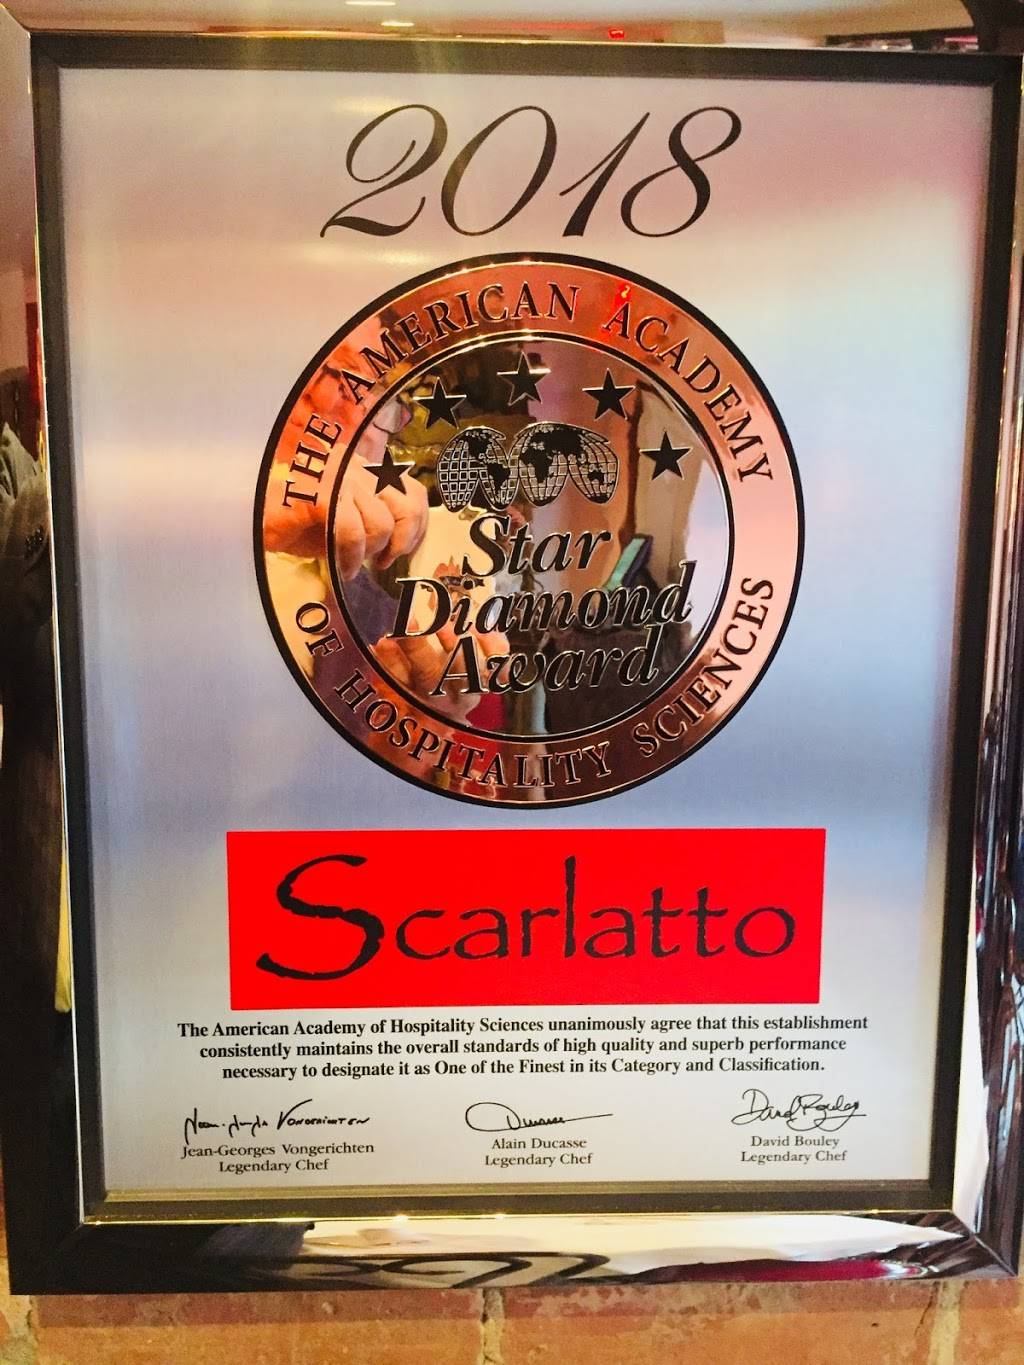 2018
THE AMERICAN ACADEMY
OF HOSPITALITY SCIENCES
Star
Diamond
Award
Scarlatto
The American Academy of Hospitality Sciences unanimously agree that this establishment
consistently maintains the overall standards of high quality and superb performance
necessary to designate it as One of the Finest in its Category and Classification.
Jean-Georges Vongerichten
Legendary Chef
Alain Ducasse
Legendary Chef
David Bouley
Legendary Chef